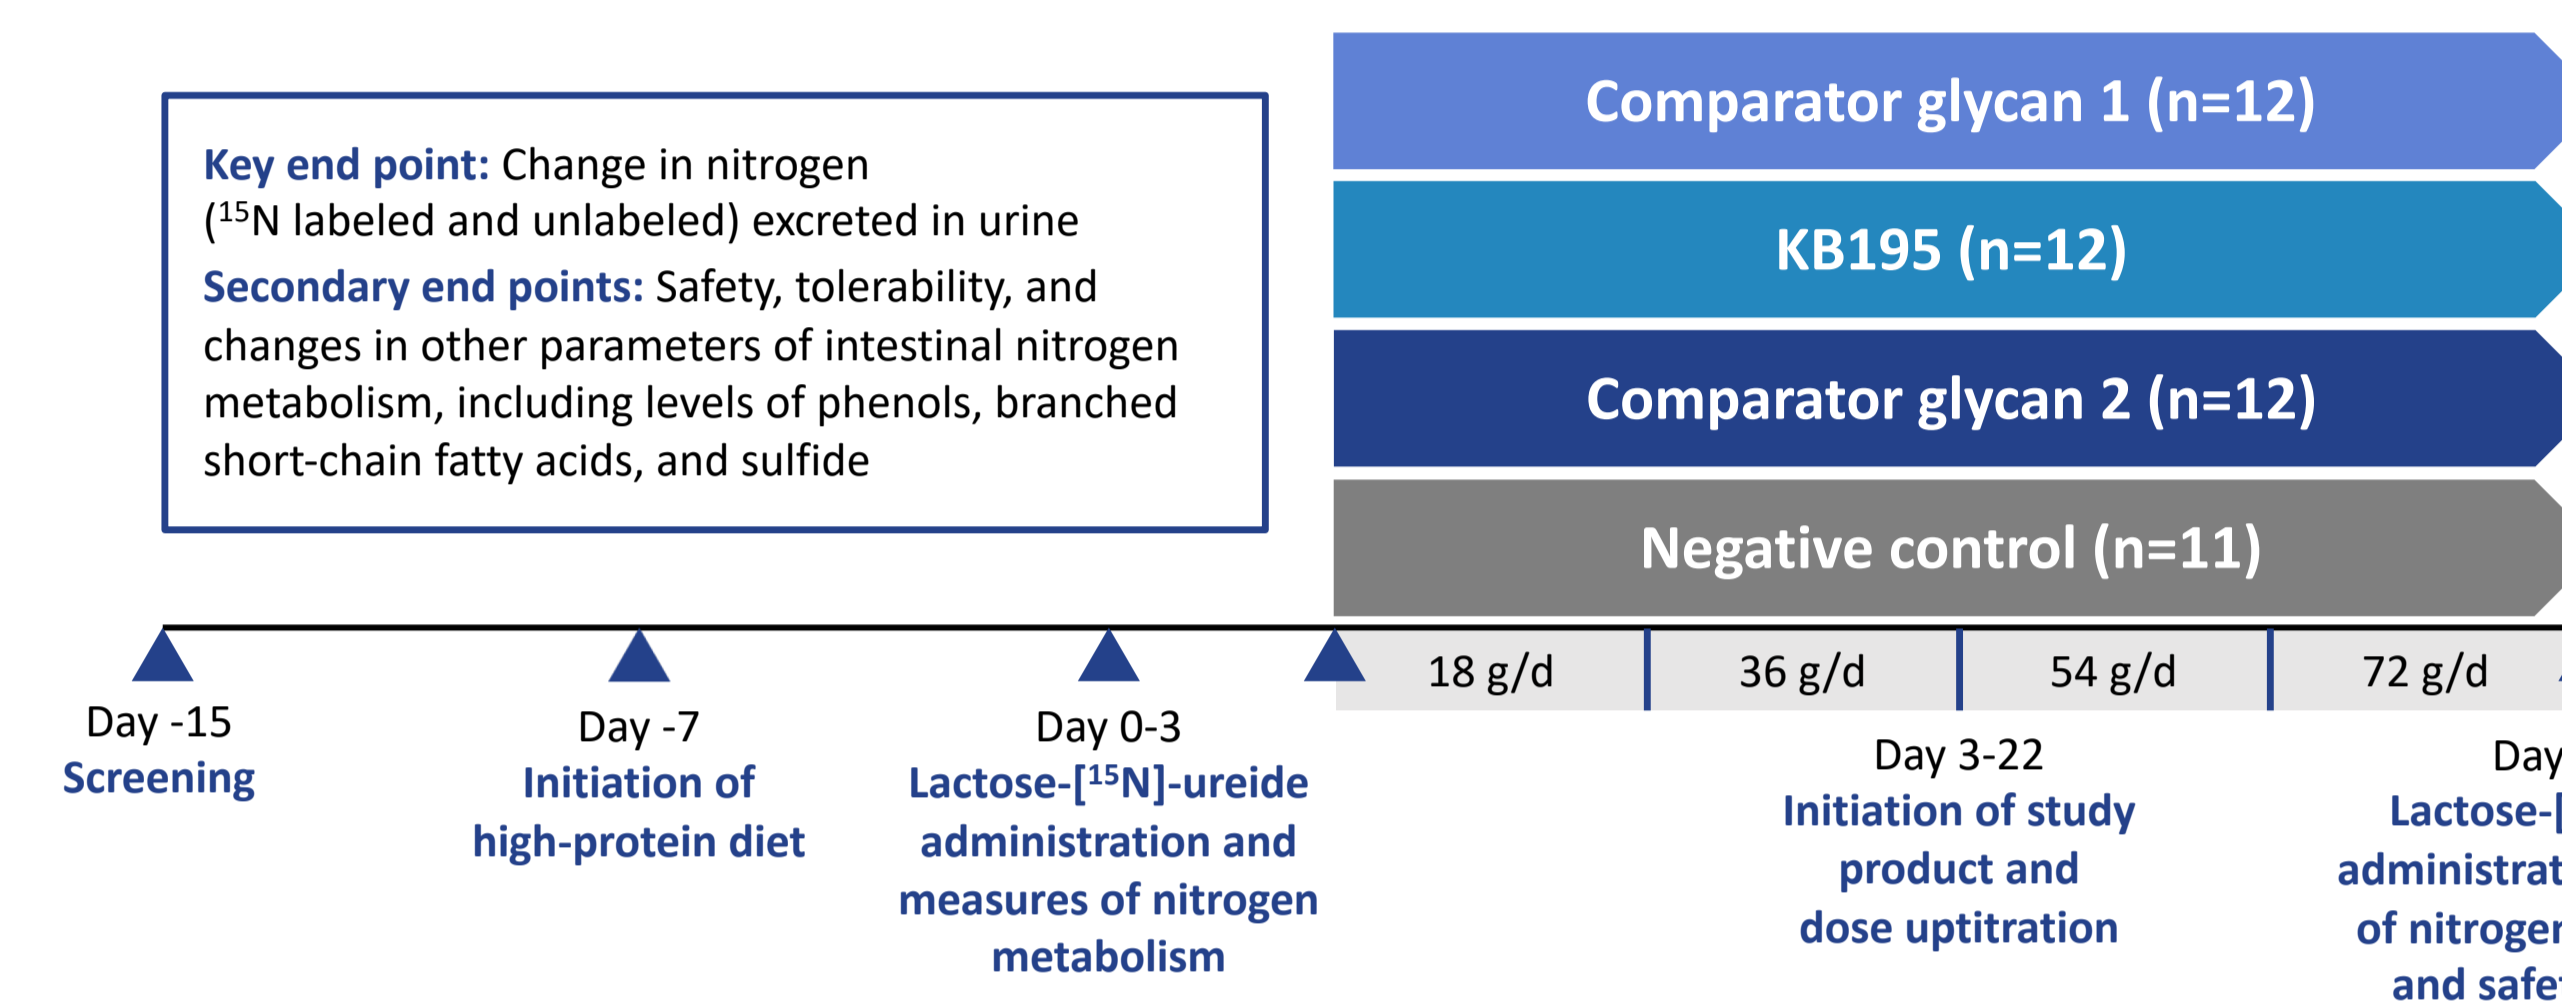 Comparator glycan 1 (n=12)
KB195 (n=12)
Comparator glycan 2 (n=12)
Negative control (n=11)
Key end point: Change in nitrogen
(¹⁵N labeled and unlabeled) excreted in urine
Secondary end points: Safety, tolerability, and
changes in other parameters of intestinal nitrogen
metabolism, including levels of phenols, branched
short-chain fatty acids, and sulfide
18 g/d
36 g/d
54 g/d
72 g/d
Day -15
Screening
Day -7
Initiation of
high-protein diet
Day 0-3
Lactose-[¹⁵N]-ureide
administration and
measures of nitrogen
metabolism
Day 3-22
Initiation of study
product and
dose uptitration
Day
Lactose-[
of
and